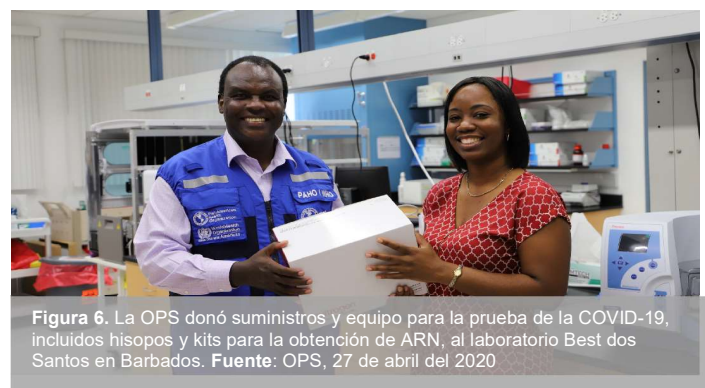 PAHO
Figura 6. La OPS donó suministros y equipo para la prueba de la COVID-19,
incluidos hisopos y kits para la obtención de ARN, al laboratorio Best dos
Santos en Barbados. Fuente: OPS, 27 de abril del 2020